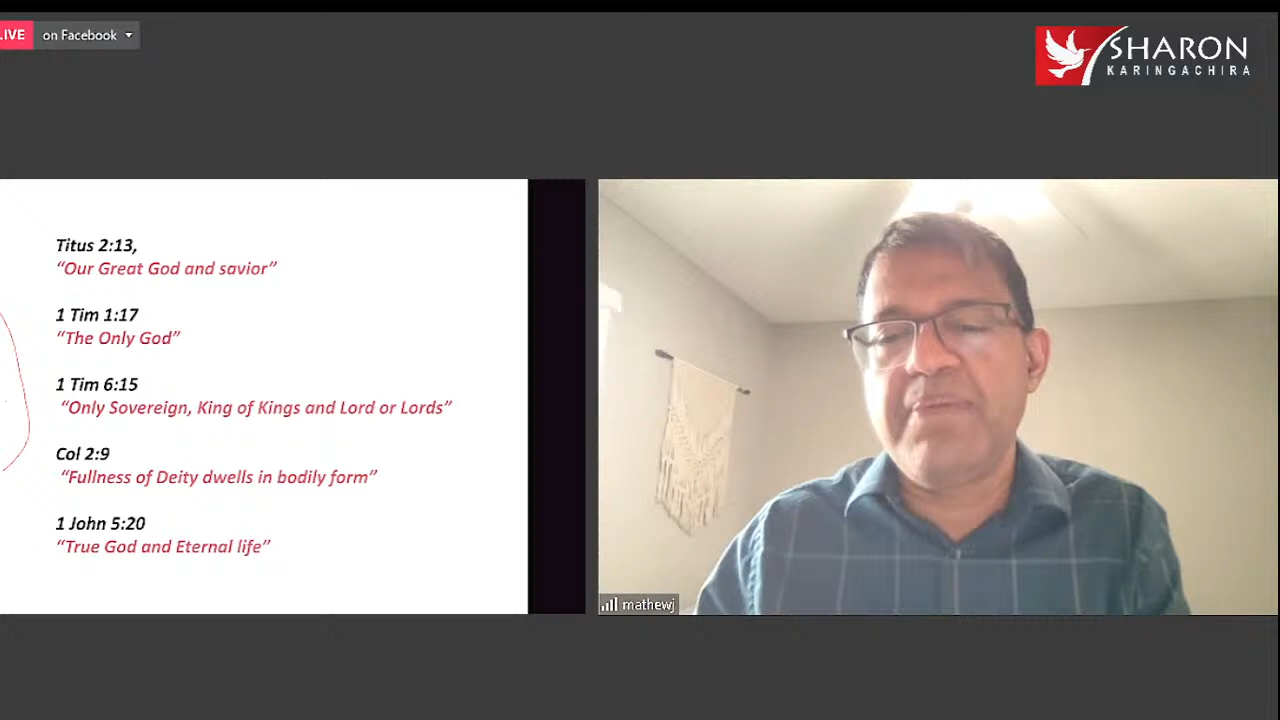 LIVE
on Facebook
SHARON
KARINGACHIRA
Titus 2:13,
“Our Great God and savior”
1 Tim 1:17
“The Only God”
1 Tim 6:15
“Only Sovereign, King of Kings and Lord or Lords”
Col 2:9
“Fullness of Deity dwells in bodily form”
1 John 5:20
“True God and Eternal life”
mathewj